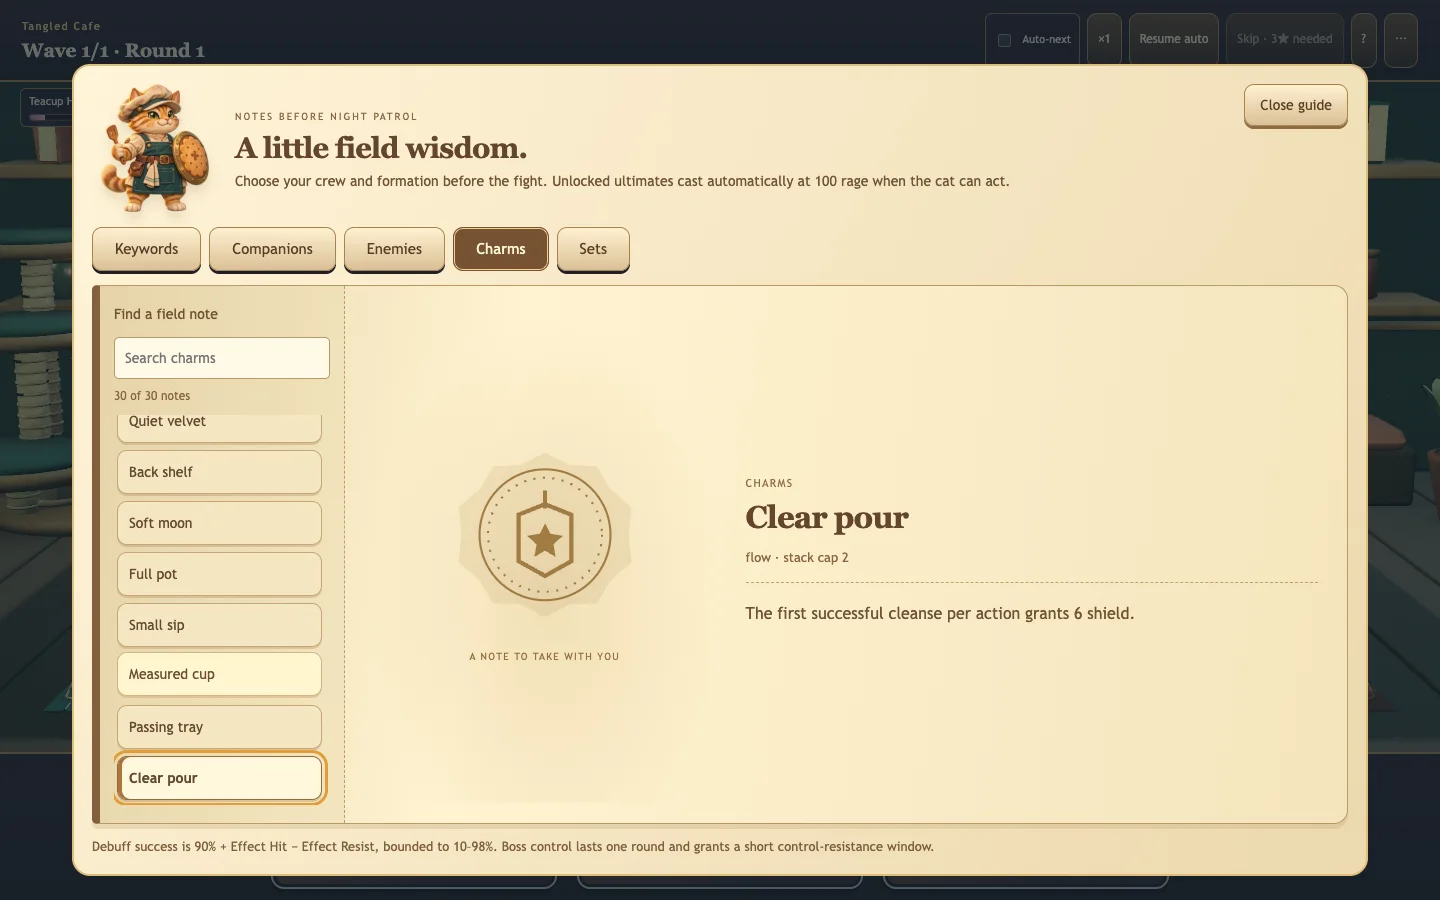 Tangled Cafe
Wave 1/1 · Round 1
Auto-next
×1
Resume auto
Skip · 3★ needed
?
...
Teacup H
NOTES BEFORE NIGHT PATROL
A little field wisdom.
Choose your crew and formation before the fight. Unlocked ultimates cast automatically at 100 rage when the cat can act.
Close guide
Keywords
Companions
Enemies
Charms
Sets
Find a field note
Search charms
30 of 30 notes
Quiet velvet
Back shelf
Soft moon
Full pot
Small sip
Measured cup
Passing tray
Clear pour
A NOTE TO TAKE WITH YOU
CHARMS
Clear pour
flow · stack cap 2
The first successful cleanse per action grants 6 shield.
Debuff success is 90% + Effect Hit − Effect Resist, bounded to 10–98%. Boss control lasts one round and grants a short control-resistance window.